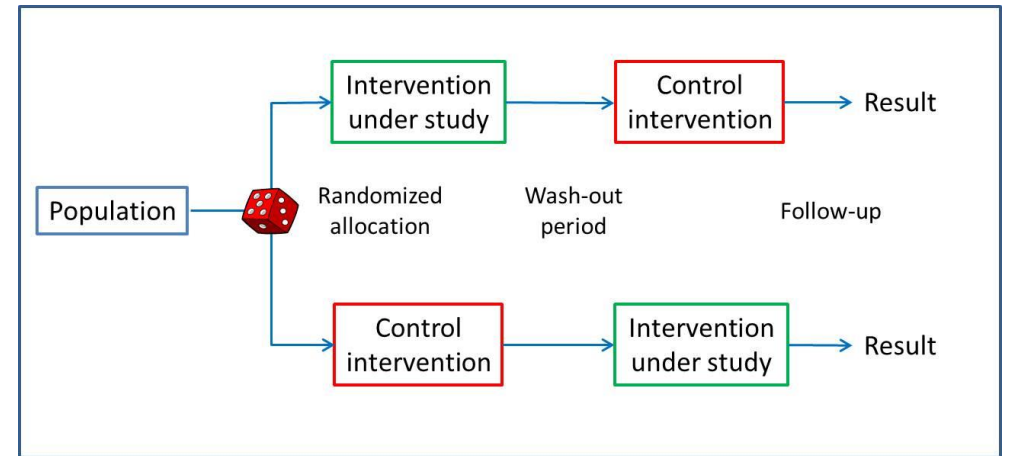 Intervention
under study
Control
intervention
Result
Population
Randomized
allocation
Wash-out
period
Follow-up
Control
intervention
Intervention
under study
Result